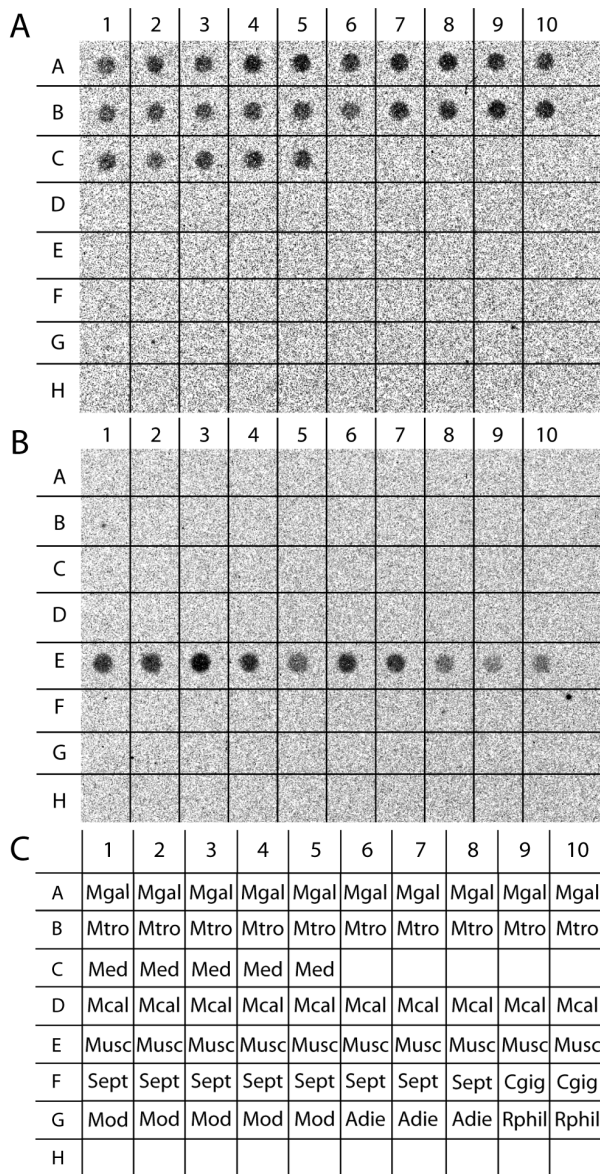 A
1 2 3 4 5 6 7 8 9 10
A
B
C
D
E
F
G
H
B
1 2 3 4 5 6 7 8 9 10
A
B
C
D
E
F
G
H
C
1 2 3 4 5 6 7 8 9 10
A Mgal Mgal Mgal Mgal Mgal Mgal Mgal Mgal Mgal Mgal
B Mtro Mtro Mtro Mtro Mtro Mtro Mtro Mtro Mtro Mtro
C Med Med Med Med Med
D Mcal Mcal Mcal Mcal Mcal Mcal Mcal Mcal Mcal Mcal
E Musc Musc Musc Musc Musc Musc Musc Musc Musc Musc
F Sept Sept Sept Sept Sept Sept Sept Sept Cgig Cgig
G Mod Mod Mod Mod Mod Adie Adie Adie Rphil Rphil
H